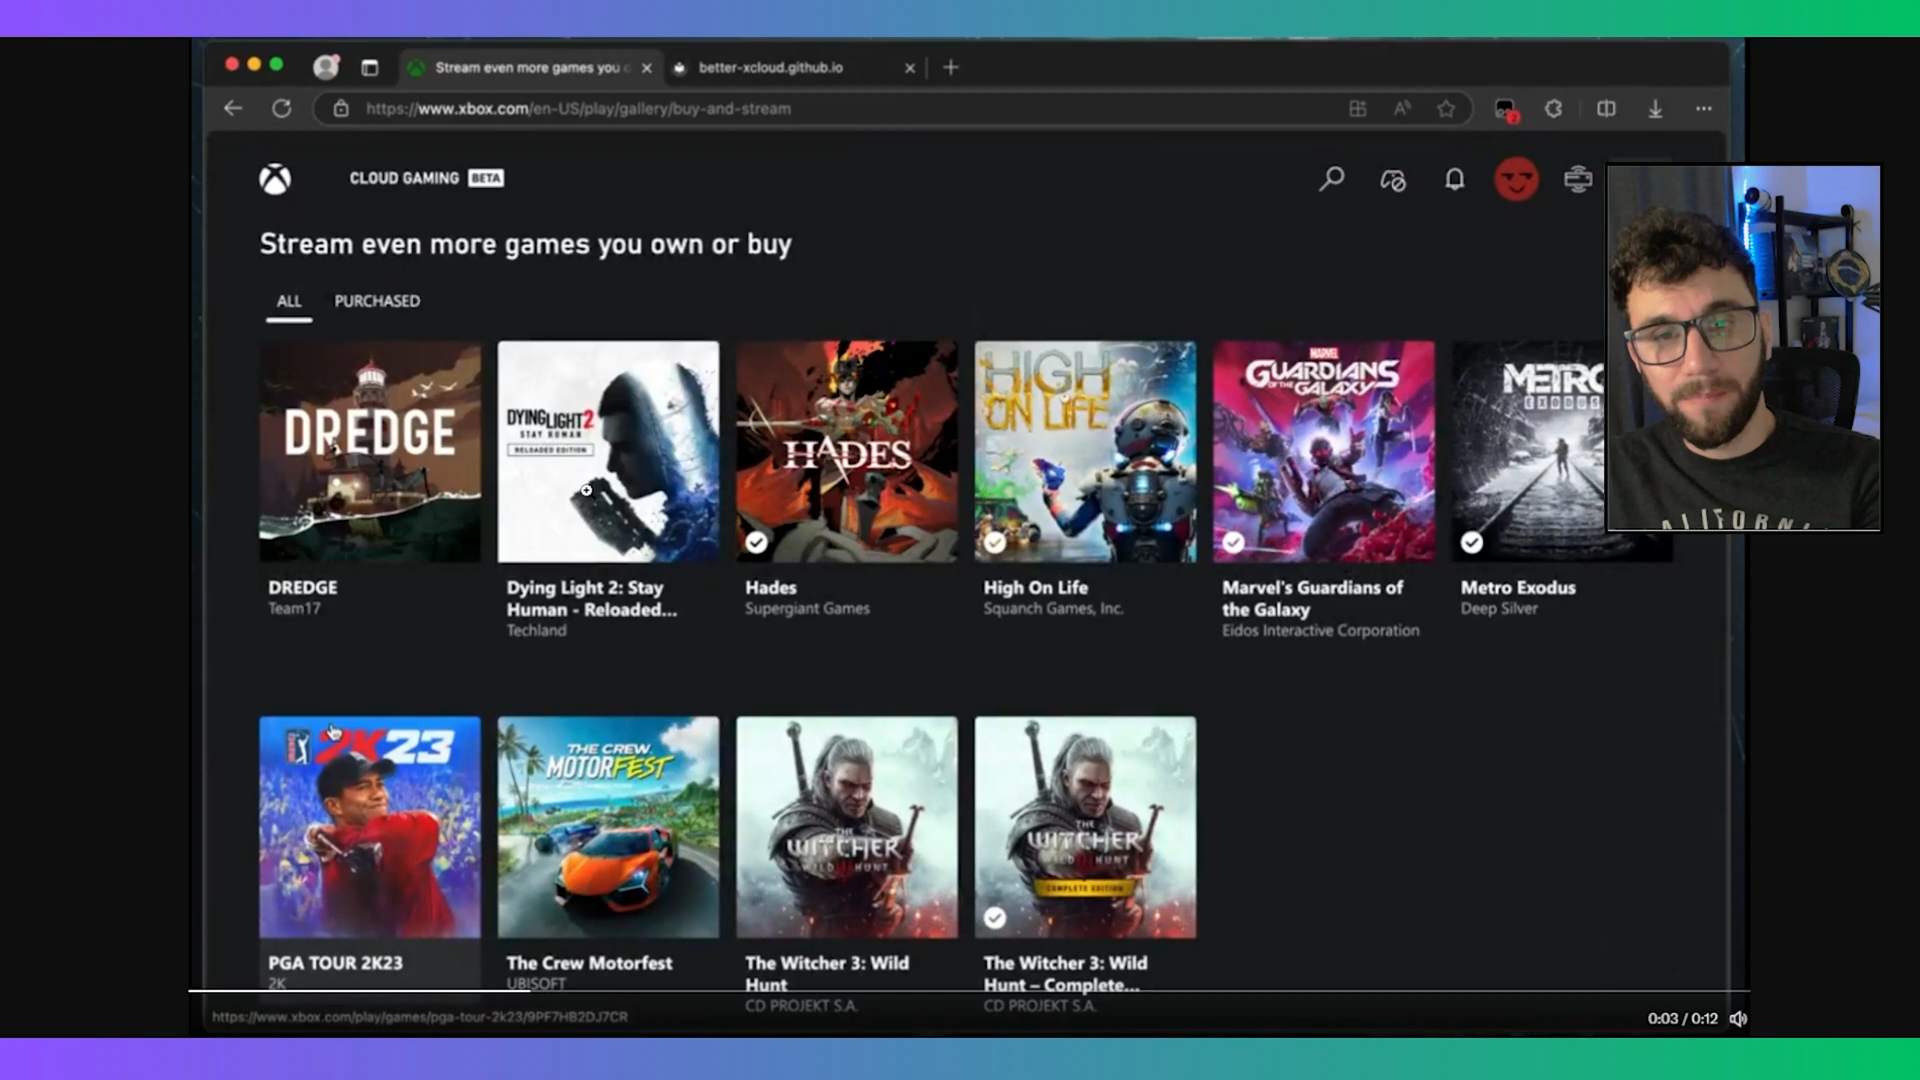 Stream even more games you o
better-xcloud.github.io
https://www.xbox.com/en-US/play/gallery/buy-and-stream
2
CLOUD GAMING BETA
Stream even more games you own or buy
ALL PURCHASED
DREDGE
DYING LIGHT 2
STAY HUMAN
RELOADED EDITION
HADES
HIGH
ON LIFE
MARVEL
GUARDIANS
OF THE GALAXY
METRO
EXODUS
DREDGE
Team17
Dying Light 2: Stay
Human - Reloaded...
Techland
Hades
Supergiant Games
High On Life
Squanch Games, Inc.
Marvel's Guardians of
the Galaxy
Eidos Interactive Corporation
Metro Exodus
Deep Silver
ALIFORN
2K23
THE CREW
MOTORFEST
THE
WITCHER
WILD HUNT
THE
WITCHER
WILD HUNT
COMPLETE EDITION
PGA TOUR 2K23
2K
The Crew Motorfest
UBISOFT
The Witcher 3: Wild
Hunt
CD PROJEKT S.A.
The Witcher 3: Wild
Hunt – Complete...
CD PROJEKT S.A.
https://www.xbox.com/play/games/pga-tour-2k23/9PF7HB2DJ7CR
0:03 / 0:12